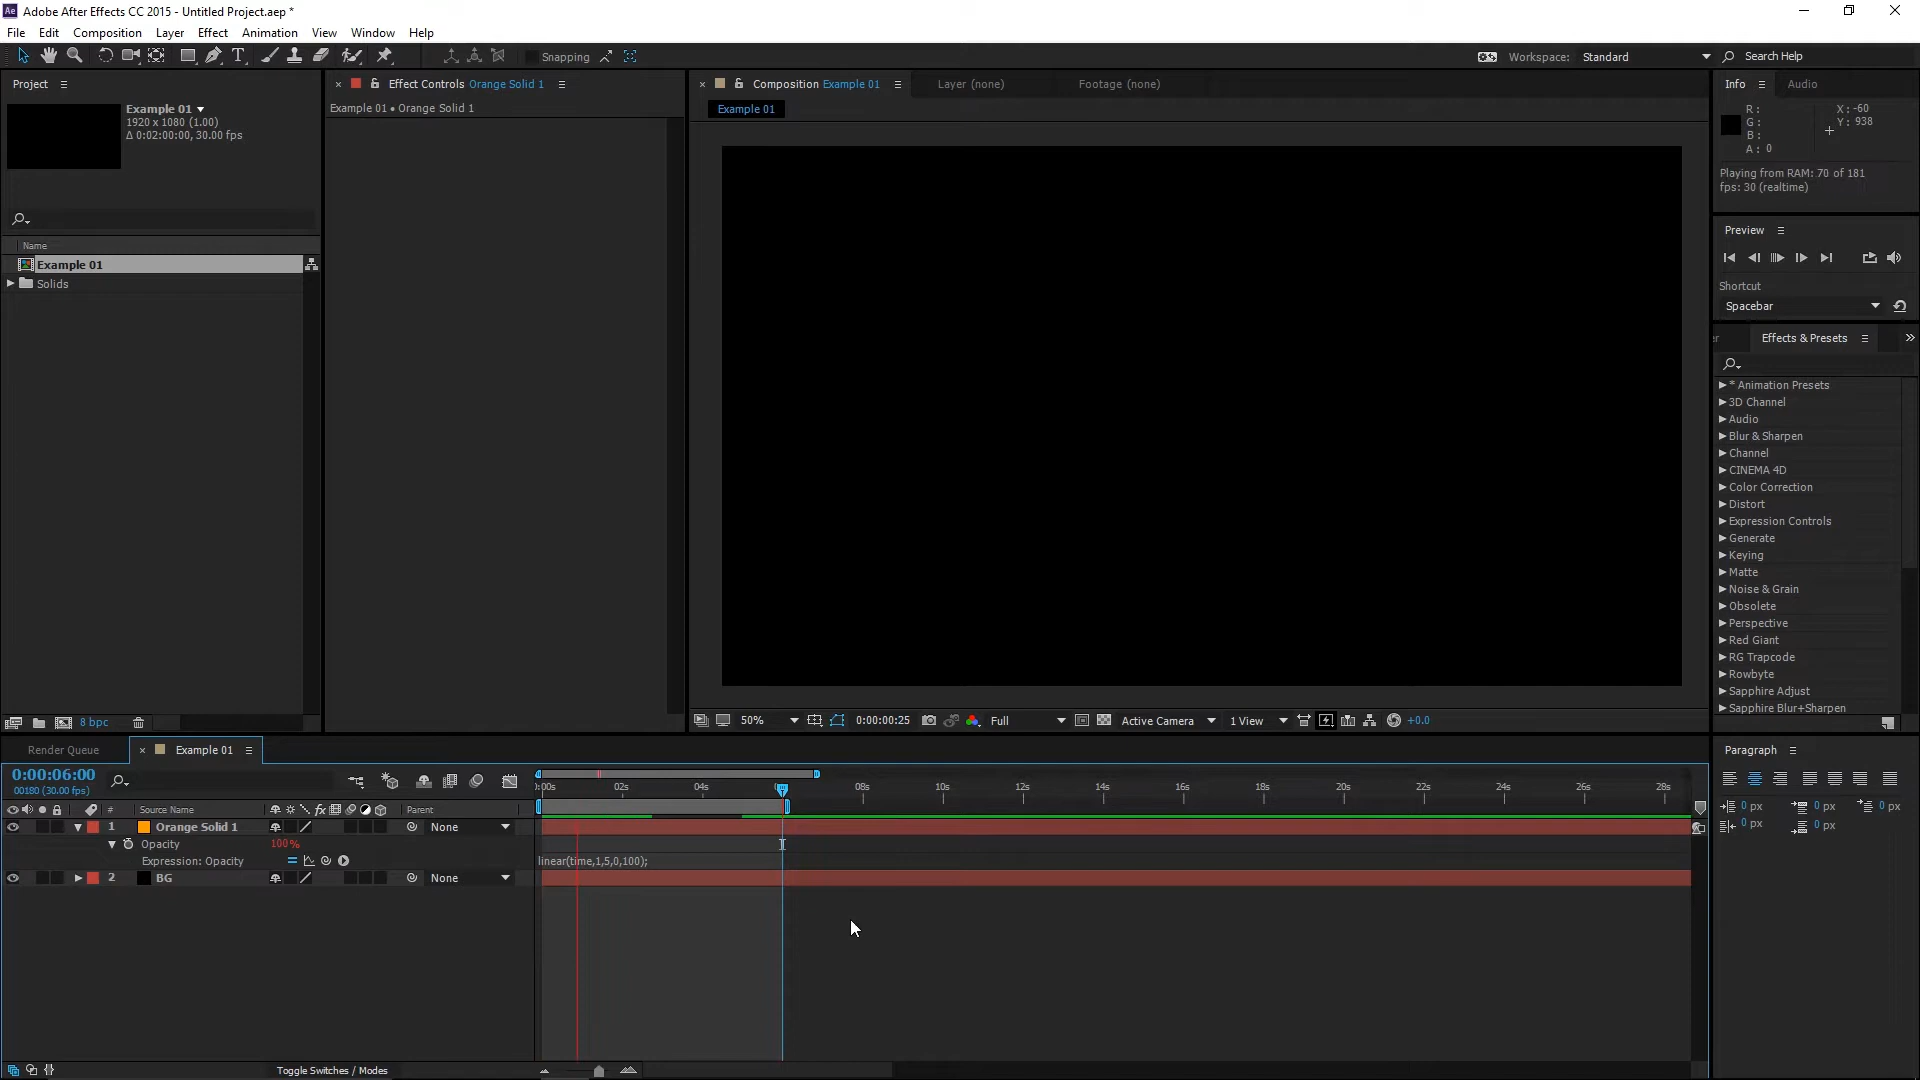 Ae Adobe After Effects CC 2015 - Untitled Project.aep *
File Edit Composition Layer Effect Animation View Window Help
Snapping
Workspace: Standard
Search Help
Project
Example 01
1920 x 1080 (1.00)
Δ 0:02:00:00, 30.00 fps
Name
Example 01
Solids
8 bpc
Effect Controls Orange Solid 1
Example 01 • Orange Solid 1
Composition Example 01
Layer (none)
Footage (none)
Example 01
50%
0:00:00:25
Full
Active Camera
1 View
+0.0
Info
Audio
R :
G :
B :
A : 0
X : -60
Y : 938
Playing from RAM: 70 of 181
fps: 30 (realtime)
Preview
Shortcut
Spacebar
Effects & Presets
* Animation Presets
3D Channel
Audio
Blur & Sharpen
Channel
CINEMA 4D
Color Correction
Distort
Expression Controls
Generate
Keying
Matte
Noise & Grain
Obsolete
Perspective
Red Giant
RG Trapcode
Rowbyte
Sapphire Adjust
Sapphire Blur+Sharpen
Render Queue
Example 01
0:00:06:00
00180 (30.00 fps)
:00s 02s 04s 08s 10s 12s 14s 16s 18s 20s 22s 24s 26s 28s
# Source Name fx Parent
1 Orange Solid 1 None
Opacity 100%
Expression: Opacity linear(time,1,5,0,100);
2 BG None
Toggle Switches / Modes
Paragraph
0 px 0 px 0 px
0 px 0 px